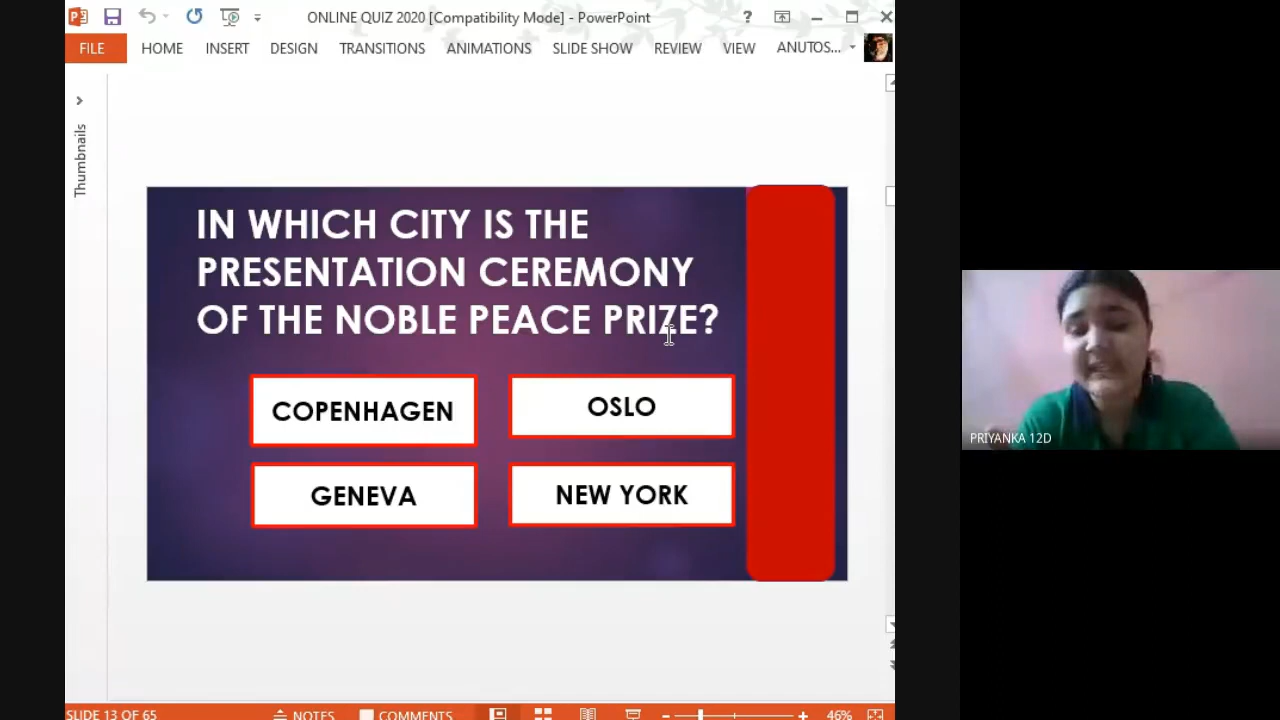 ONLINE QUIZ 2020 [Compatibility Mode] - PowerPoint
?
FILE HOME INSERT DESIGN TRANSITIONS ANIMATIONS SLIDE SHOW REVIEW VIEW ANUTOS...
Thumbnails
IN WHICH CITY IS THE
PRESENTATION CEREMONY
OF THE NOBLE PEACE PRIZE?
COPENHAGEN
OSLO
GENEVA
NEW YORK
PRIYANKA 12D
SLIDE 13 OF 65 NOTES COMMENTS 46%